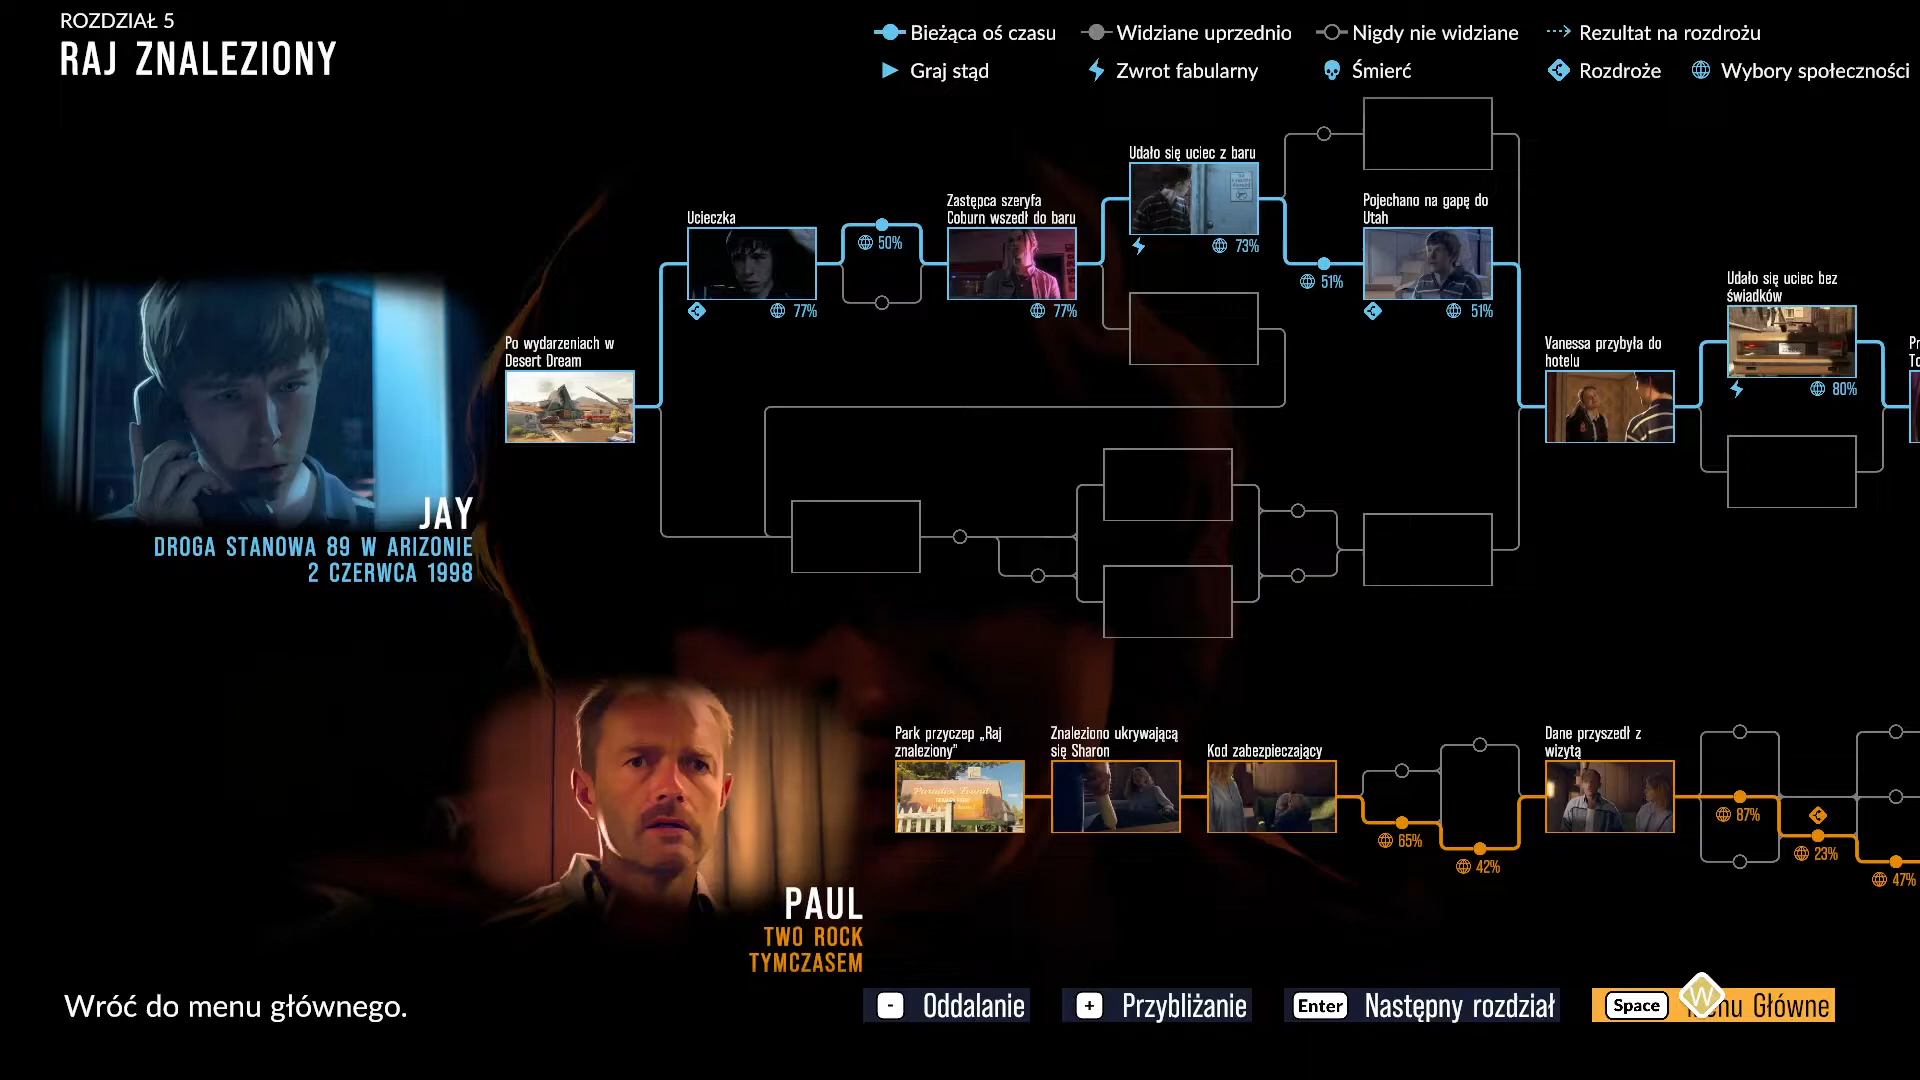 ROZDZIAŁ 5
RAJ ZNALEZIONY
Bieżąca oś czasu
Widziane uprzednio
Nigdy nie widziane
Rezultat na rozdrożu
Graj stąd
Zwrot fabularny
Śmierć
Rozdroże
Wybory społeczności
Udało się uciec z baru
73%
Zastępca szeryfa
Coburn wszedł do baru
77%
Pojechano na gapę do
Utah
51%
51%
Ucieczka
77%
50%
Udało się uciec bez
świadków
80%
Po wydarzeniach w
Desert Dream
Vanessa przybyła do
hotelu
JAY
DROGA STANOWA 89 W ARIZONIE
2 CZERWCA 1998
Park przyczep „Raj
znaleziony”
Paradise Found
Znaleziono ukrywającą
się Sharon
Kod zabezpieczający
65%
42%
Dane przyszedł z
wizytą
87%
23%
47%
PAUL
TWO ROCK
TYMCZASEM
Wróć do menu głównego.
- Oddalanie
+ Przybliżanie
Enter Następny rozdział
Space W nu Główne